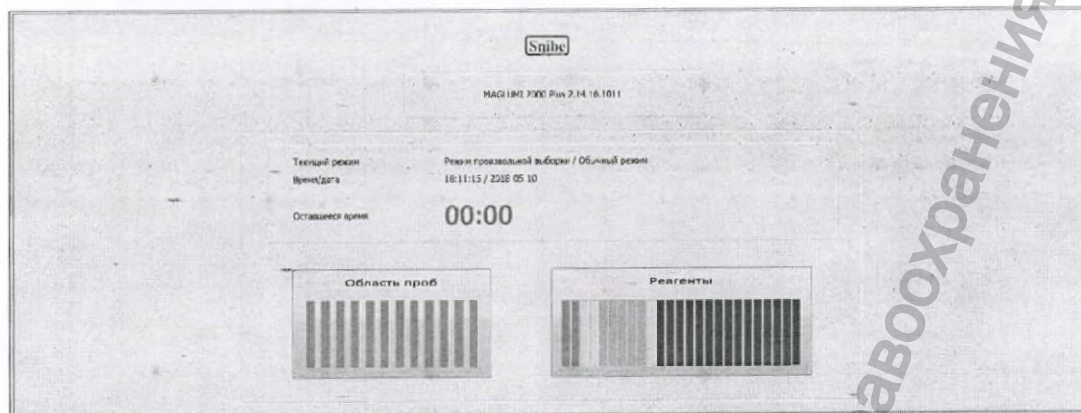 Snibe
MAGLUMI 2000 Plus 2.14.16.1011
Текущий режим
Режим произвольной выборки / Обычный режим
Время/дата
18:11:15 / 2018 05 10
Оставшееся время
00:00
Область проб
Реагенты
авоохранения